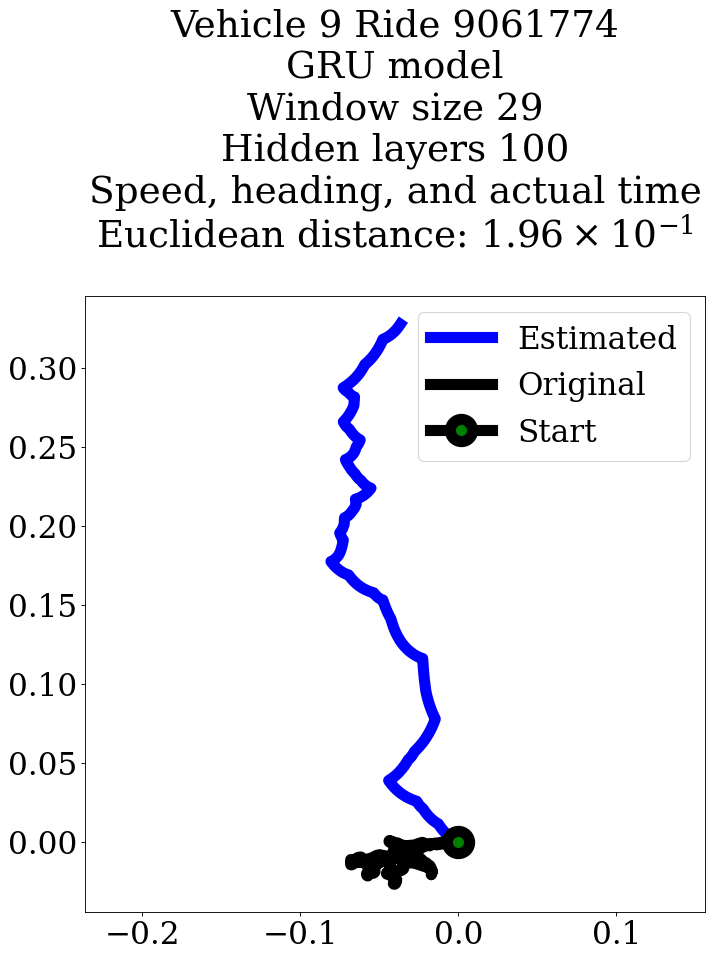 Vehicle 9 Ride 9061774
GRU model
Window size 29
Hidden layers 100
Speed, heading, and actual time
Euclidean distance: 1.96 × 10⁻¹
Estimated
Original
Start
0.30
0.25
0.20
0.15
0.10
0.05
0.00
−0.2
−0.1
0.0
0.1